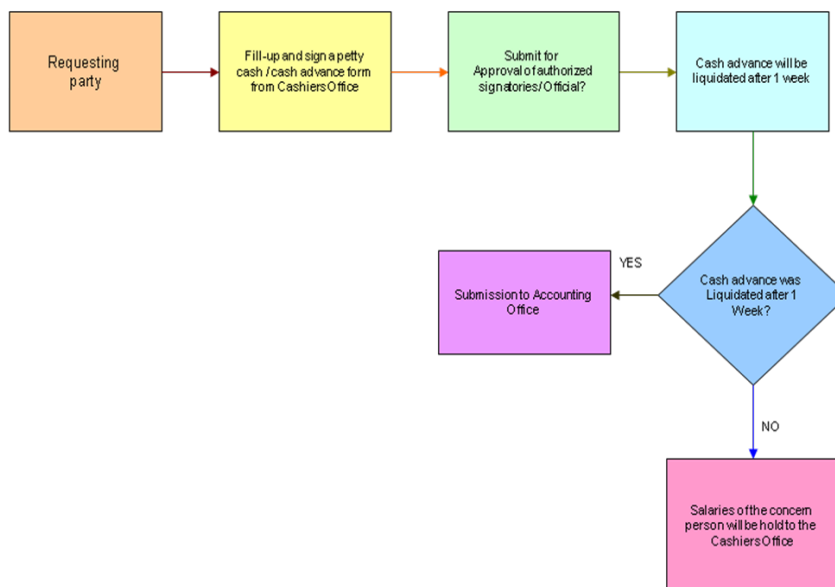 Requesting
party
Fill-up and sign a petty
cash / cash advance form
from Cashiers Office
Submit for
Approval of authorized
signatories/ Official?
Cash advance will be
liquidated after 1 week
Cash advance was
Liquidated after 1
Week?
YES
Submission to Accounting
Office
NO
Salaries of the concern
person will be hold to the
Cashiers Office